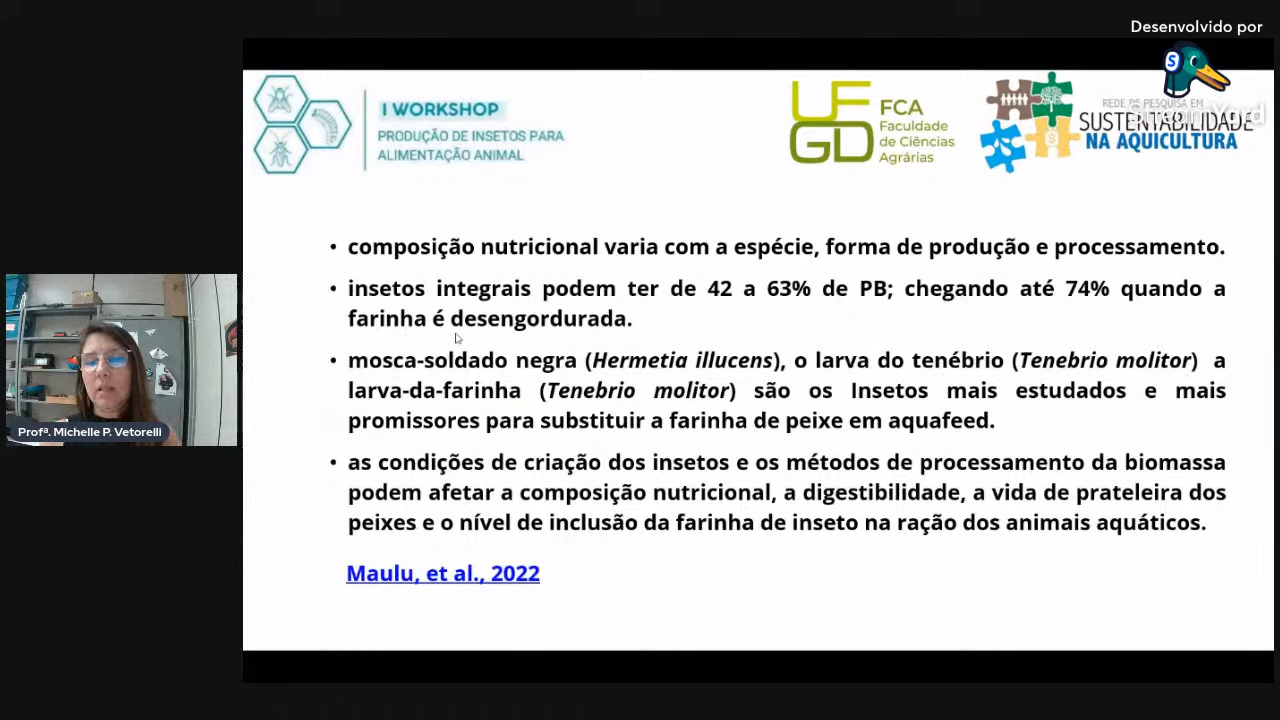 Desenvolvido por
StreamYard
I WORKSHOP
PRODUÇÃO DE INSETOS PARA
ALIMENTAÇÃO ANIMAL
UFGD
FCA
Faculdade
de Ciências
Agrárias
REDE DE PESQUISA EM
SUSTENTABILIDADE
NA AQUICULTURA
• composição nutricional varia com a espécie, forma de produção e processamento.
• insetos integrais podem ter de 42 a 63% de PB; chegando até 74% quando a
farinha é desengordurada.
• mosca-soldado negra (Hermetia illucens), o larva do tenébrio (Tenebrio molitor) a
larva-da-farinha (Tenebrio molitor) são os Insetos mais estudados e mais
promissores para substituir a farinha de peixe em aquafeed.
• as condições de criação dos insetos e os métodos de processamento da biomassa
podem afetar a composição nutricional, a digestibilidade, a vida de prateleira dos
peixes e o nível de inclusão da farinha de inseto na ração dos animais aquáticos.
Maulu, et al., 2022
Profª. Michelle P. Vetorelli